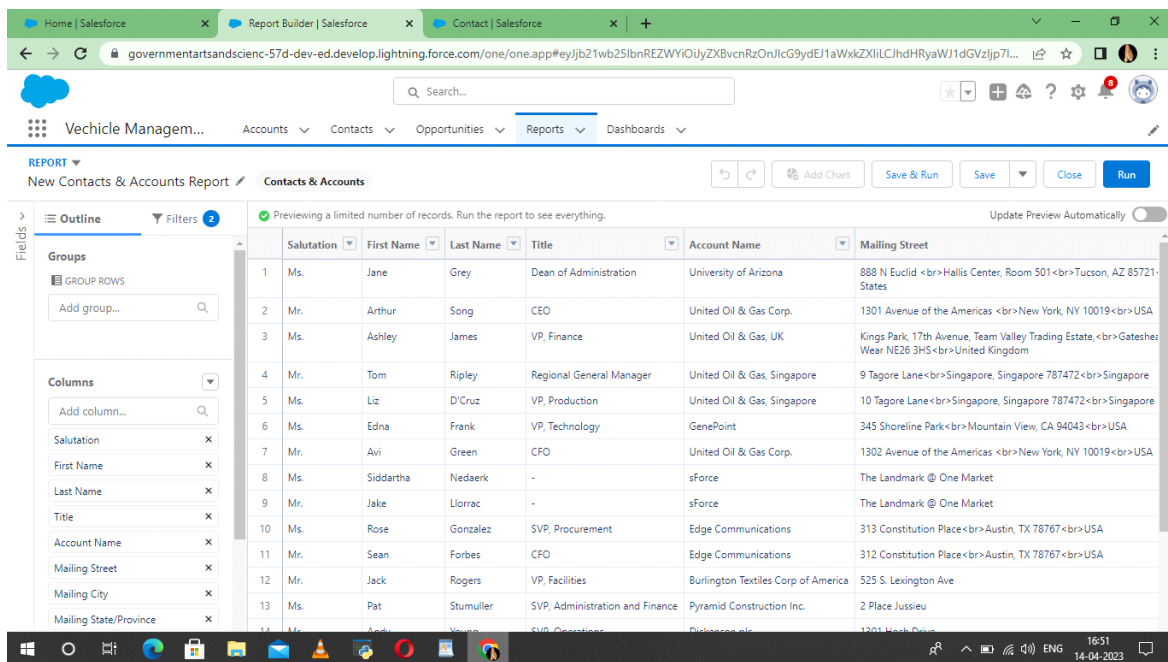 Home | Salesforce
Report Builder | Salesforce
Contact | Salesforce
governmentartsandscienc-57d-dev-ed.develop.lightning.force.com/one/one.app#
Search...
8
Vechicle Managem...
Accounts Contacts Opportunities Reports Dashboards
REPORT
New Contacts & Accounts Report Contacts & Accounts
Add Chart Save & Run Save Close Run
Fields
Outline Filters 2
Previewing a limited number of records. Run the report to see everything. Update Preview Automatically
Groups
GROUP ROWS
Add group...
Columns
Add column...
Salutation
First Name
Last Name
Title
Account Name
Mailing Street
Mailing City
Mailing State/Province
Salutation First Name Last Name Title Account Name Mailing Street
1 Ms. Jane Grey Dean of Administration University of Arizona 888 N Euclid <br>Hallis Center, Room 501<br>Tucson, AZ 85721
States
2 Mr. Arthur Song CEO United Oil & Gas Corp. 1301 Avenue of the Americas <br>New York, NY 10019<br>USA
3 Ms. Ashley James VP, Finance United Oil & Gas, UK Kings Park, 17th Avenue, Team Valley Trading Estate,<br>Gateshea
Wear NE26 3HS<br>United Kingdom
4 Mr. Tom Ripley Regional General Manager United Oil & Gas, Singapore 9 Tagore Lane<br>Singapore, Singapore 787472<br>Singapore
5 Ms. Liz D'Cruz VP, Production United Oil & Gas, Singapore 10 Tagore Lane<br>Singapore, Singapore 787472<br>Singapore
6 Ms. Edna Frank VP, Technology GenePoint 345 Shoreline Park<br>Mountain View, CA 94043<br>USA
7 Mr. Avi Green CFO United Oil & Gas Corp. 1302 Avenue of the Americas <br>New York, NY 10019<br>USA
8 Ms. Siddartha Nedaerk - sForce The Landmark @ One Market
9 Mr. Jake Llorrac - sForce The Landmark @ One Market
10 Ms. Rose Gonzalez SVP, Procurement Edge Communications 313 Constitution Place<br>Austin, TX 78767<br>USA
11 Mr. Sean Forbes CFO Edge Communications 312 Constitution Place<br>Austin, TX 78767<br>USA
12 Mr. Jack Rogers VP, Facilities Burlington Textiles Corp of America 525 S. Lexington Ave
13 Ms. Pat Stumuller SVP, Administration and Finance Pyramid Construction Inc. 2 Place Jussieu
14 Mr. Andy Young SVP, Operations Dickenson plc 1301 Hoch Drive
ENG
16:51
14-04-2023